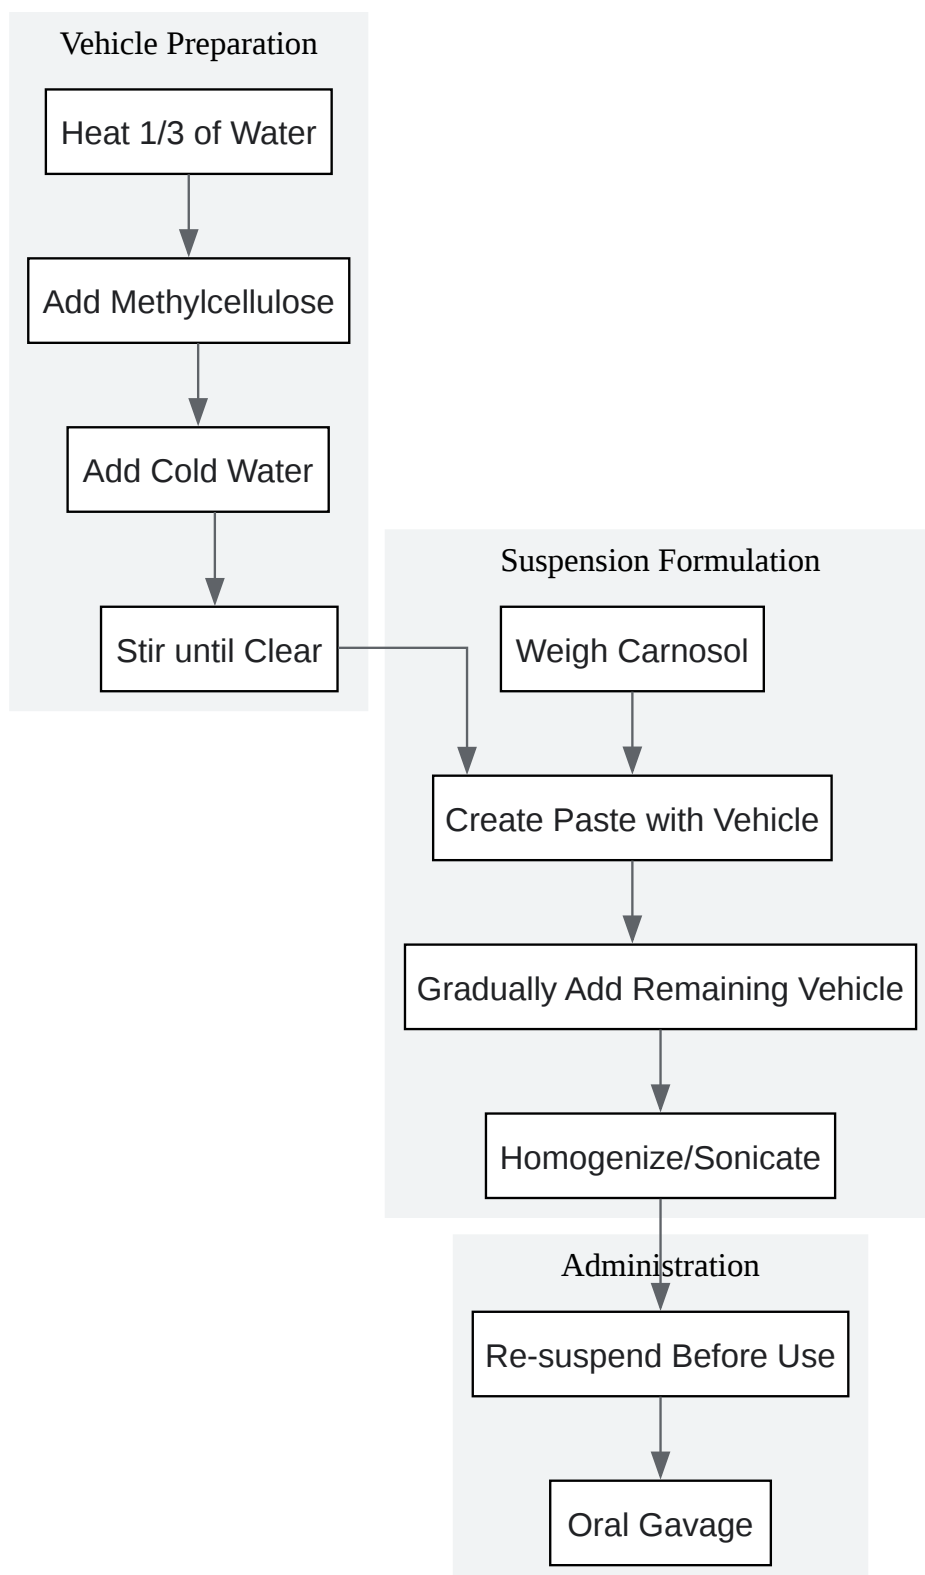 Vehicle Preparation
Heat 1/3 of Water
Add Methylcellulose
Add Cold Water
Stir until Clear
Suspension Formulation
Weigh Carnosol
Create Paste with Vehicle
Gradually Add Remaining Vehicle
Homogenize/Sonicate
Administration
Re-suspend Before Use
Oral Gavage